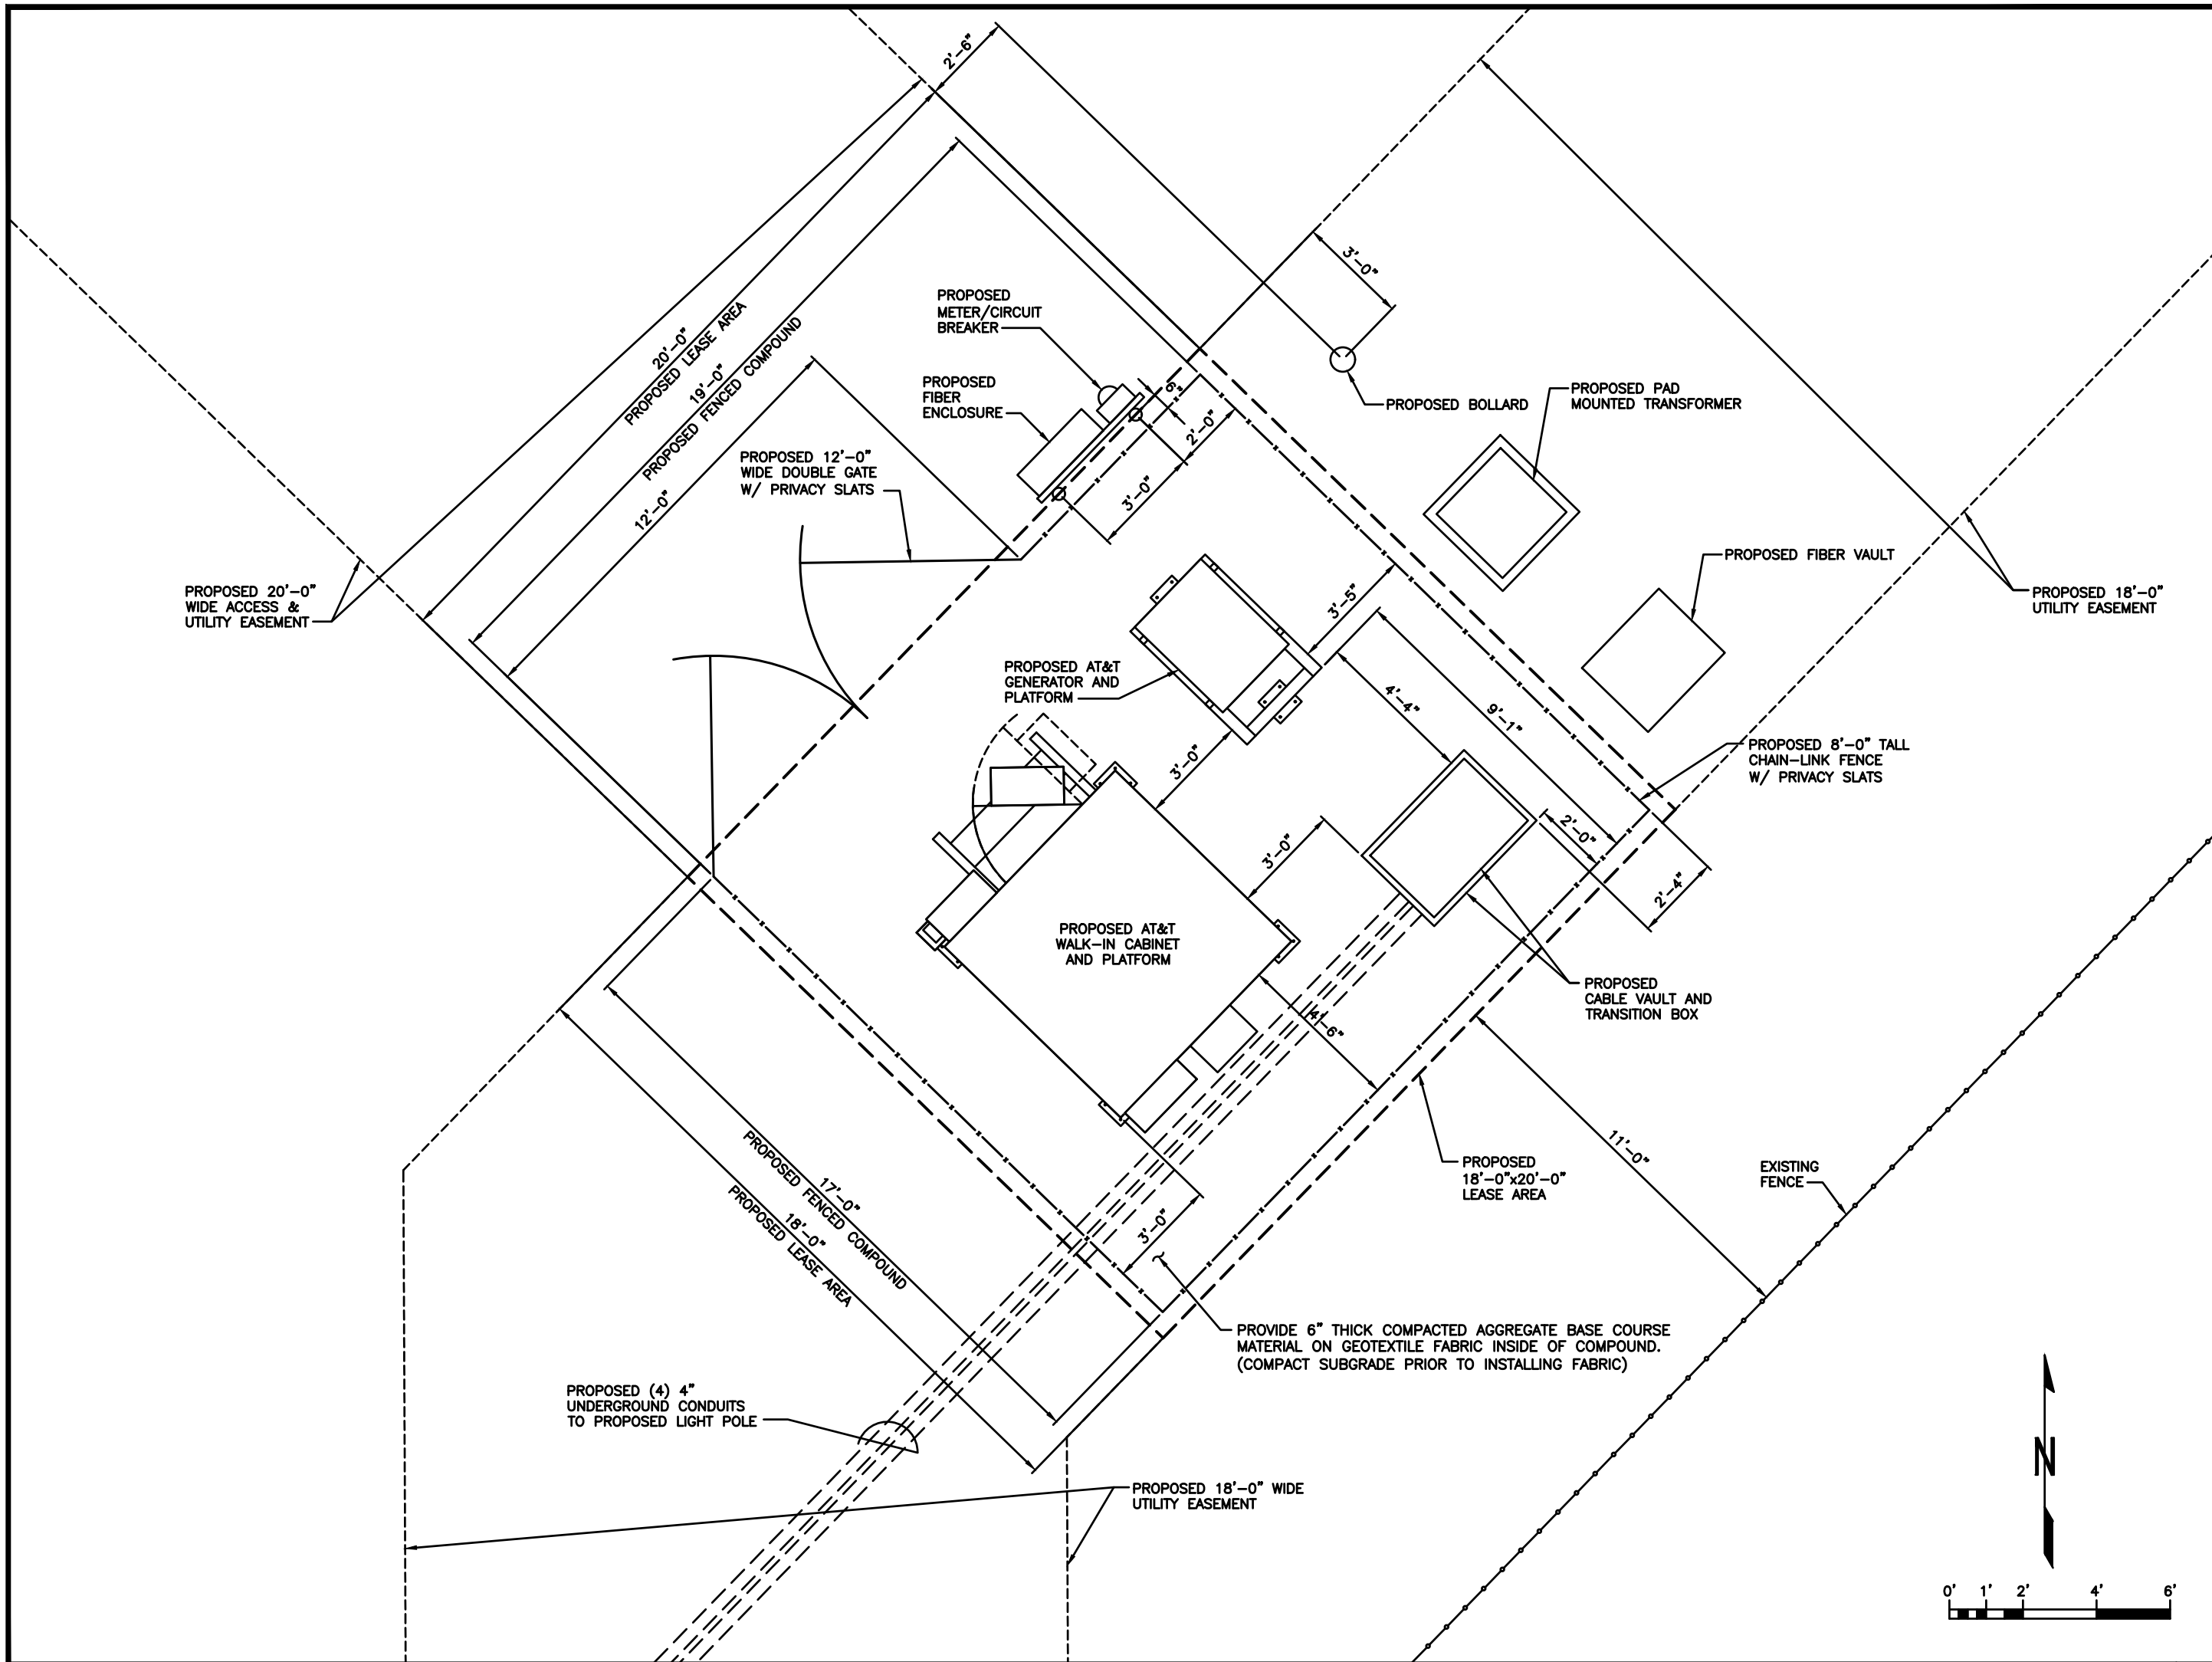 2'-6"
3'-0"
PROPOSED
METER/CIRCUIT
BREAKER
20'-0"
PROPOSED LEASE AREA
19'-0"
PROPOSED FENCED COMPOUND
12'-0"
PROPOSED
FIBER
ENCLOSURE
6"
2'-0"
3'-0"
PROPOSED BOLLARD
PROPOSED PAD
MOUNTED TRANSFORMER
PROPOSED 12'-0"
WIDE DOUBLE GATE
W/ PRIVACY SLATS
PROPOSED FIBER VAULT
PROPOSED 20'-0"
WIDE ACCESS &
UTILITY EASEMENT
PROPOSED 18'-0"
UTILITY EASEMENT
3'-5"
PROPOSED AT&T
GENERATOR AND
PLATFORM
4'-4"
9'-1"
3'-0"
PROPOSED 8'-0" TALL
CHAIN-LINK FENCE
W/ PRIVACY SLATS
3'-0"
2'-0"
2'-4"
PROPOSED AT&T
WALK-IN CABINET
AND PLATFORM
PROPOSED
CABLE VAULT AND
TRANSITION BOX
4'-6"
17'-0"
PROPOSED FENCED COMPOUND
18'-0"
PROPOSED LEASE AREA
11'-0"
PROPOSED
18'-0"x20'-0"
LEASE AREA
EXISTING
FENCE
3'-0"
PROVIDE 6" THICK COMPACTED AGGREGATE BASE COURSE
MATERIAL ON GEOTEXTILE FABRIC INSIDE OF COMPOUND.
(COMPACT SUBGRADE PRIOR TO INSTALLING FABRIC)
PROPOSED (4) 4"
UNDERGROUND CONDUITS
TO PROPOSED LIGHT POLE
PROPOSED 18'-0" WIDE
UTILITY EASEMENT
N
0' 1' 2' 4' 6'